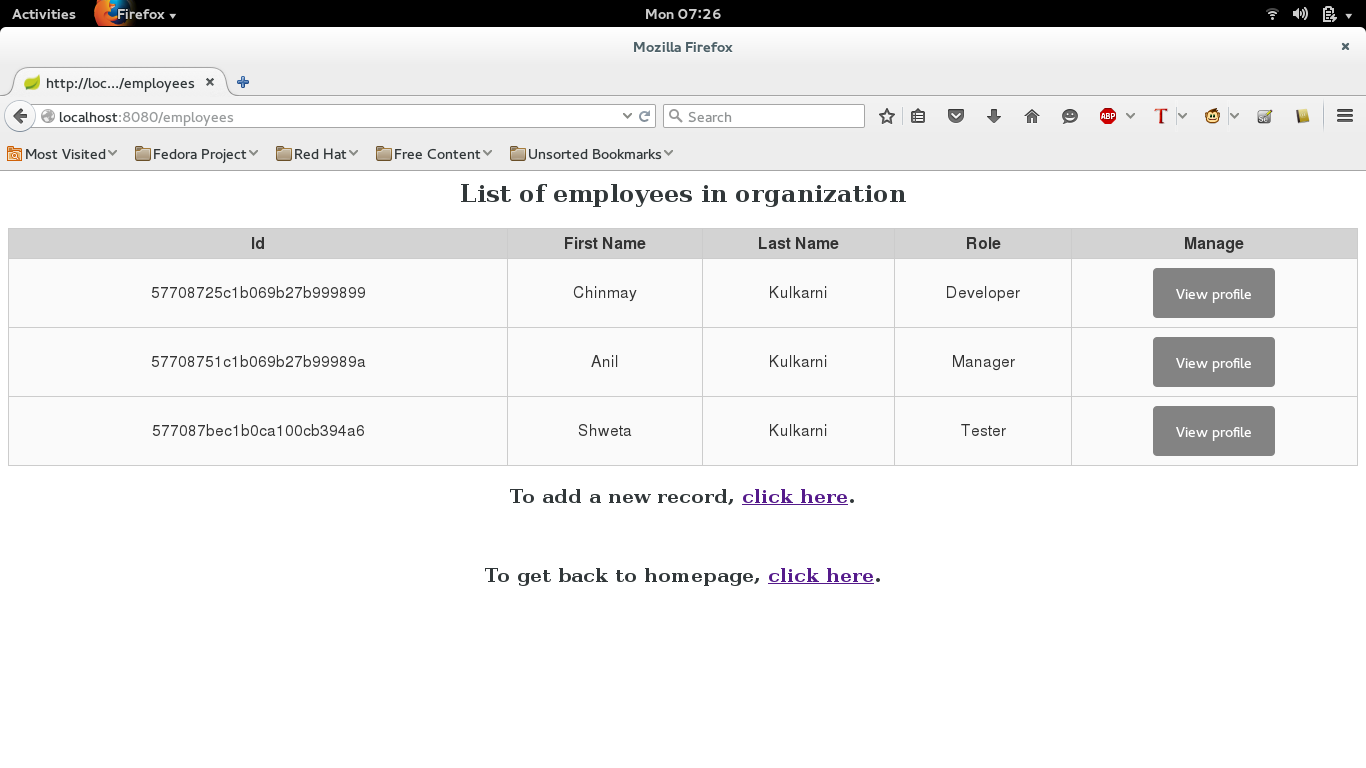 Activities Firefox Mon 07:26
Mozilla Firefox
http://loc.../employees
localhost:8080/employees Search ABP T
Most Visited Fedora Project Red Hat Free Content Unsorted Bookmarks
List of employees in organization
Id First Name Last Name Role Manage
57708725c1b069b27b999899 Chinmay Kulkarni Developer View profile
57708751c1b069b27b99989a Anil Kulkarni Manager View profile
577087bec1b0ca100cb394a6 Shweta Kulkarni Tester View profile
To add a new record, click here.
To get back to homepage, click here.